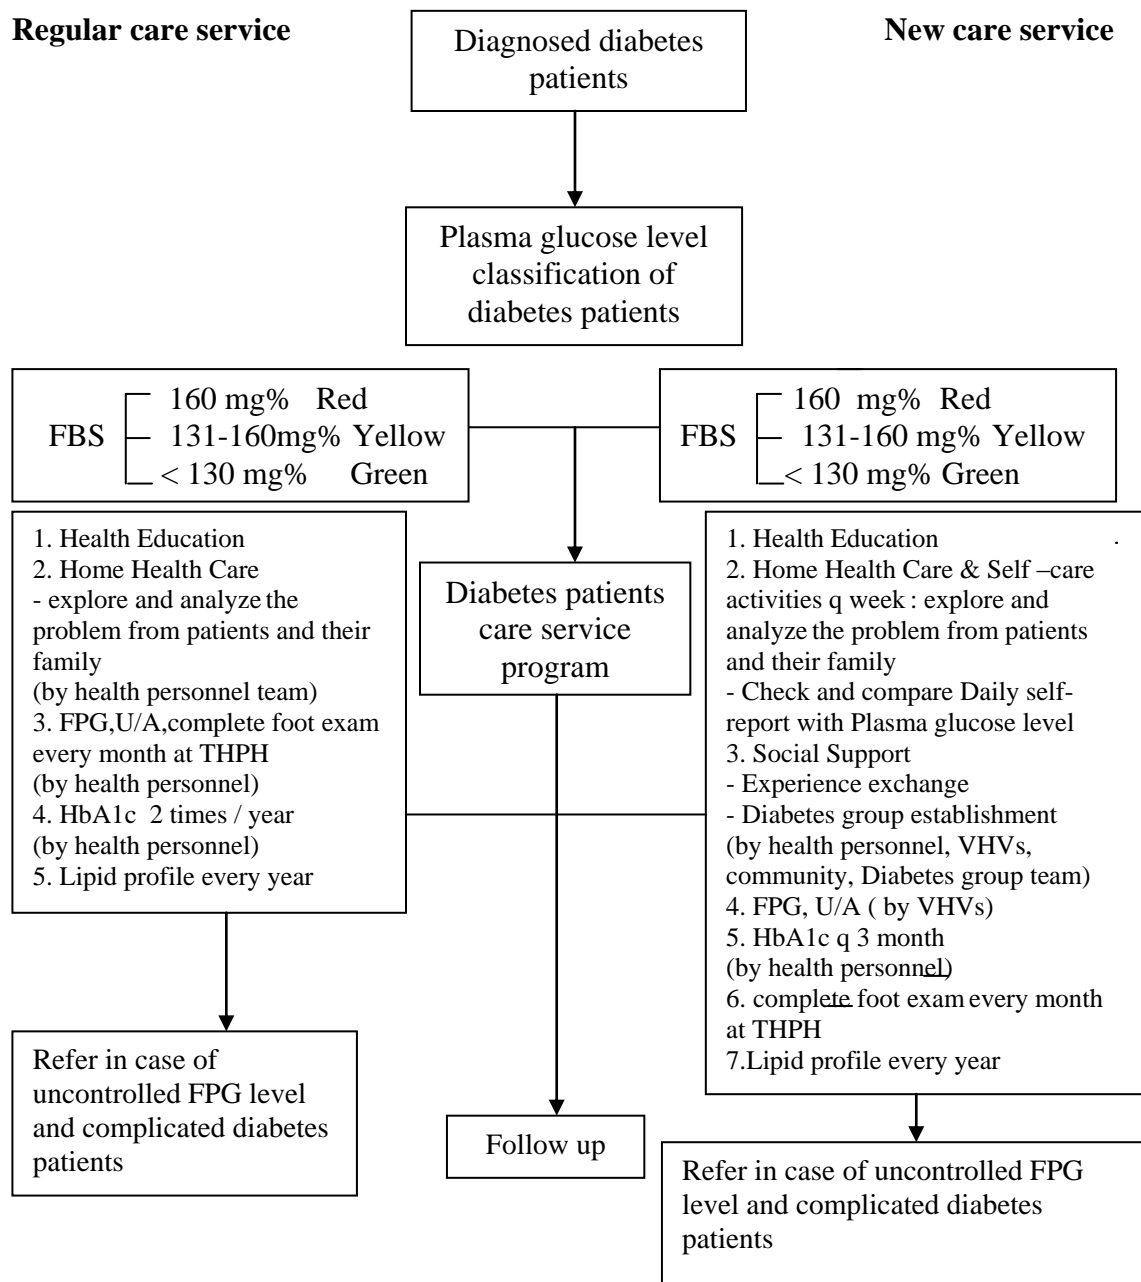 Regular care service
New care service
Diagnosed diabetes
patients
Plasma glucose level
classification of
diabetes patients
FBS
160 mg% Red
131-160mg% Yellow
< 130 mg% Green
FBS
160 mg% Red
131-160 mg% Yellow
< 130 mg% Green
1. Health Education
2. Home Health Care
- explore and analyze the
problem from patients and their
family
(by health personnel team)
3. FPG,U/A,complete foot exam
every month at THPH
(by health personnel)
4. HbA1c 2 times / year
(by health personnel)
5. Lipid profile every year
Diabetes patients
care service
program
1. Health Education
2. Home Health Care & Self –care
activities q week : explore and
analyze the problem from patients
and their family
- Check and compare Daily self-
report with Plasma glucose level
3. Social Support
- Experience exchange
- Diabetes group establishment
(by health personnel, VHVs,
community, Diabetes group team)
4. FPG, U/A ( by VHVs)
5. HbA1c q 3 month
(by health personnel)
6. complete foot exam every month
at THPH
7.Lipid profile every year
Refer in case of
uncontrolled FPG level
and complicated diabetes
patients
Follow up
Refer in case of uncontrolled FPG
level and complicated diabetes
patients